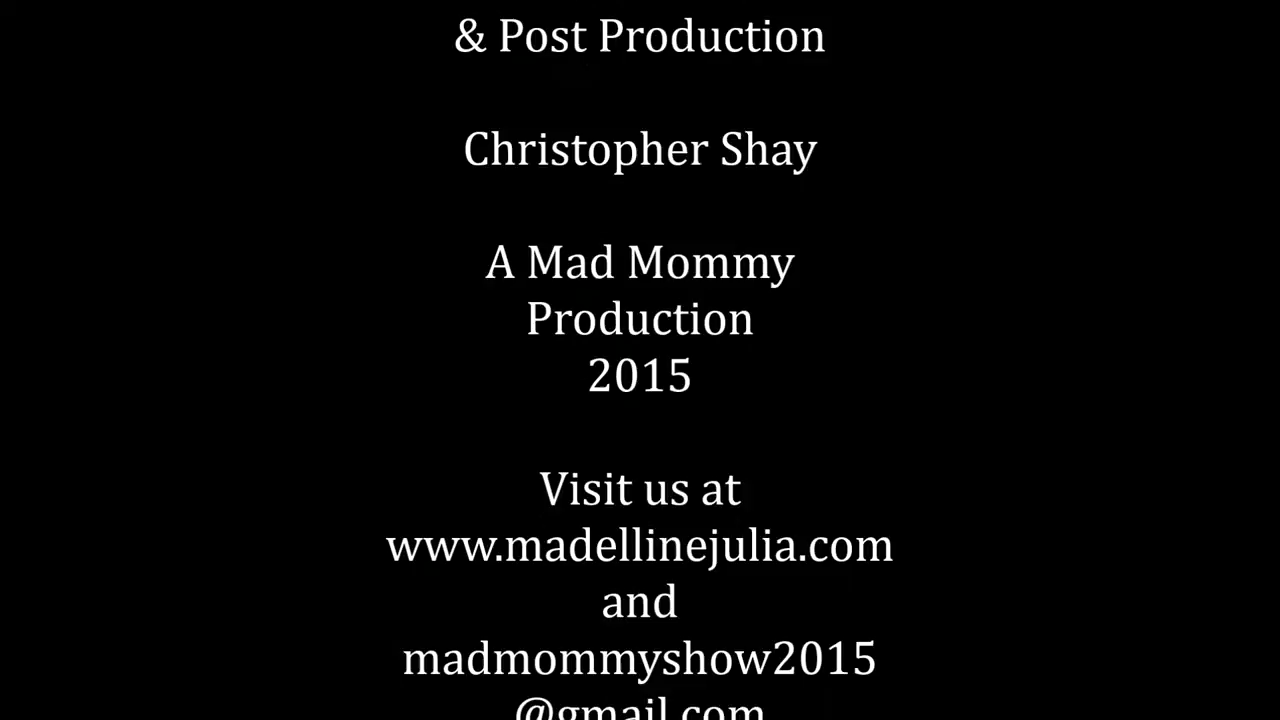 & Post Production
Christopher Shay
A Mad Mommy
Production
2015
Visit us at
www.madellinejulia.com
and
madmommyshow2015
@gmail.com